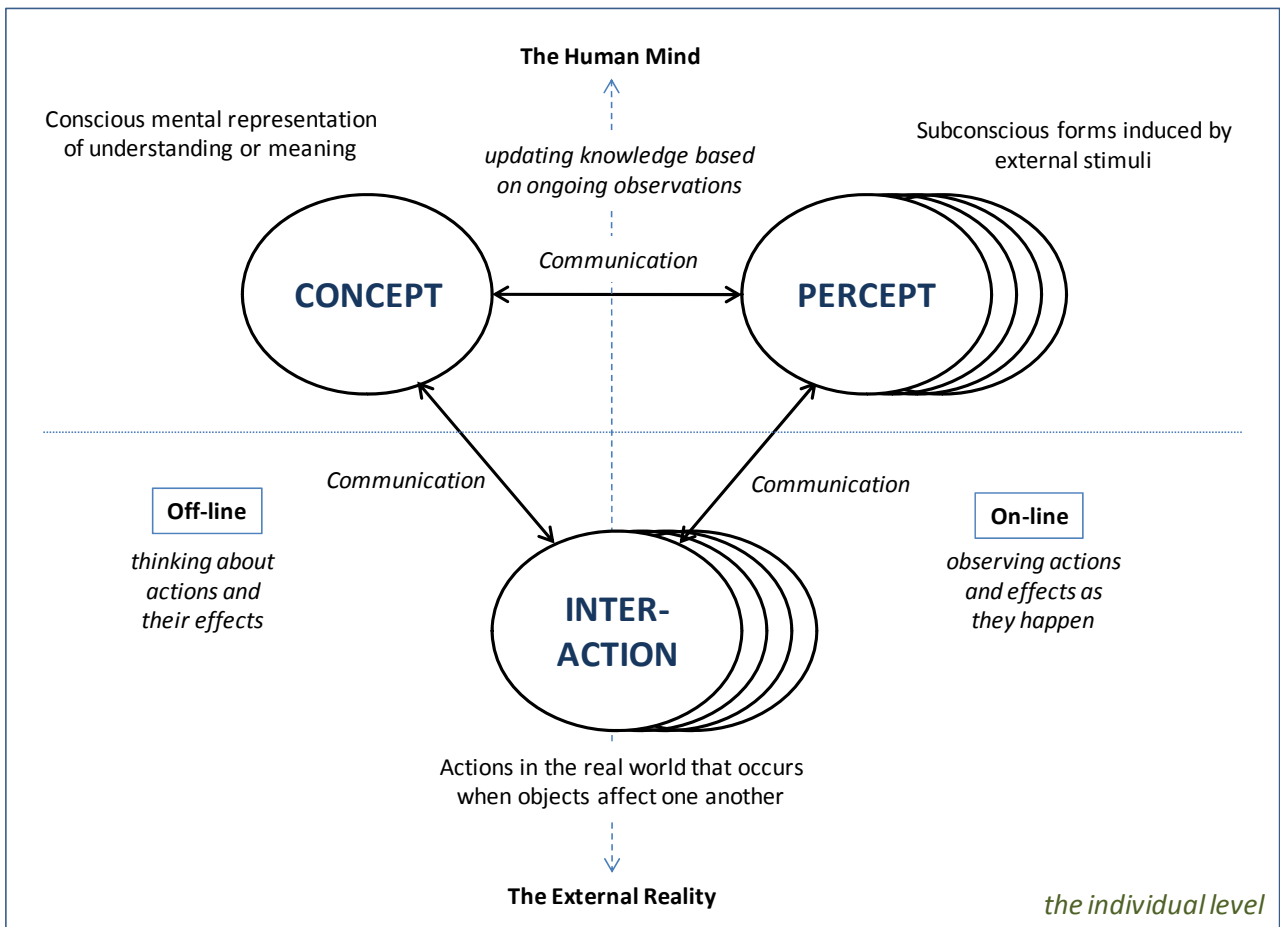 The Human Mind
Conscious mental representation
of understanding or meaning
updating knowledge based
on ongoing observations
Subconscious forms induced by
external stimuli
Communication
CONCEPT
PERCEPT
Communication
Communication
Off-line
thinking about
actions and
their effects
On-line
observing actions
and effects as
they happen
INTER-
ACTION
Actions in the real world that occurs
when objects affect one another
The External Reality
the individual level